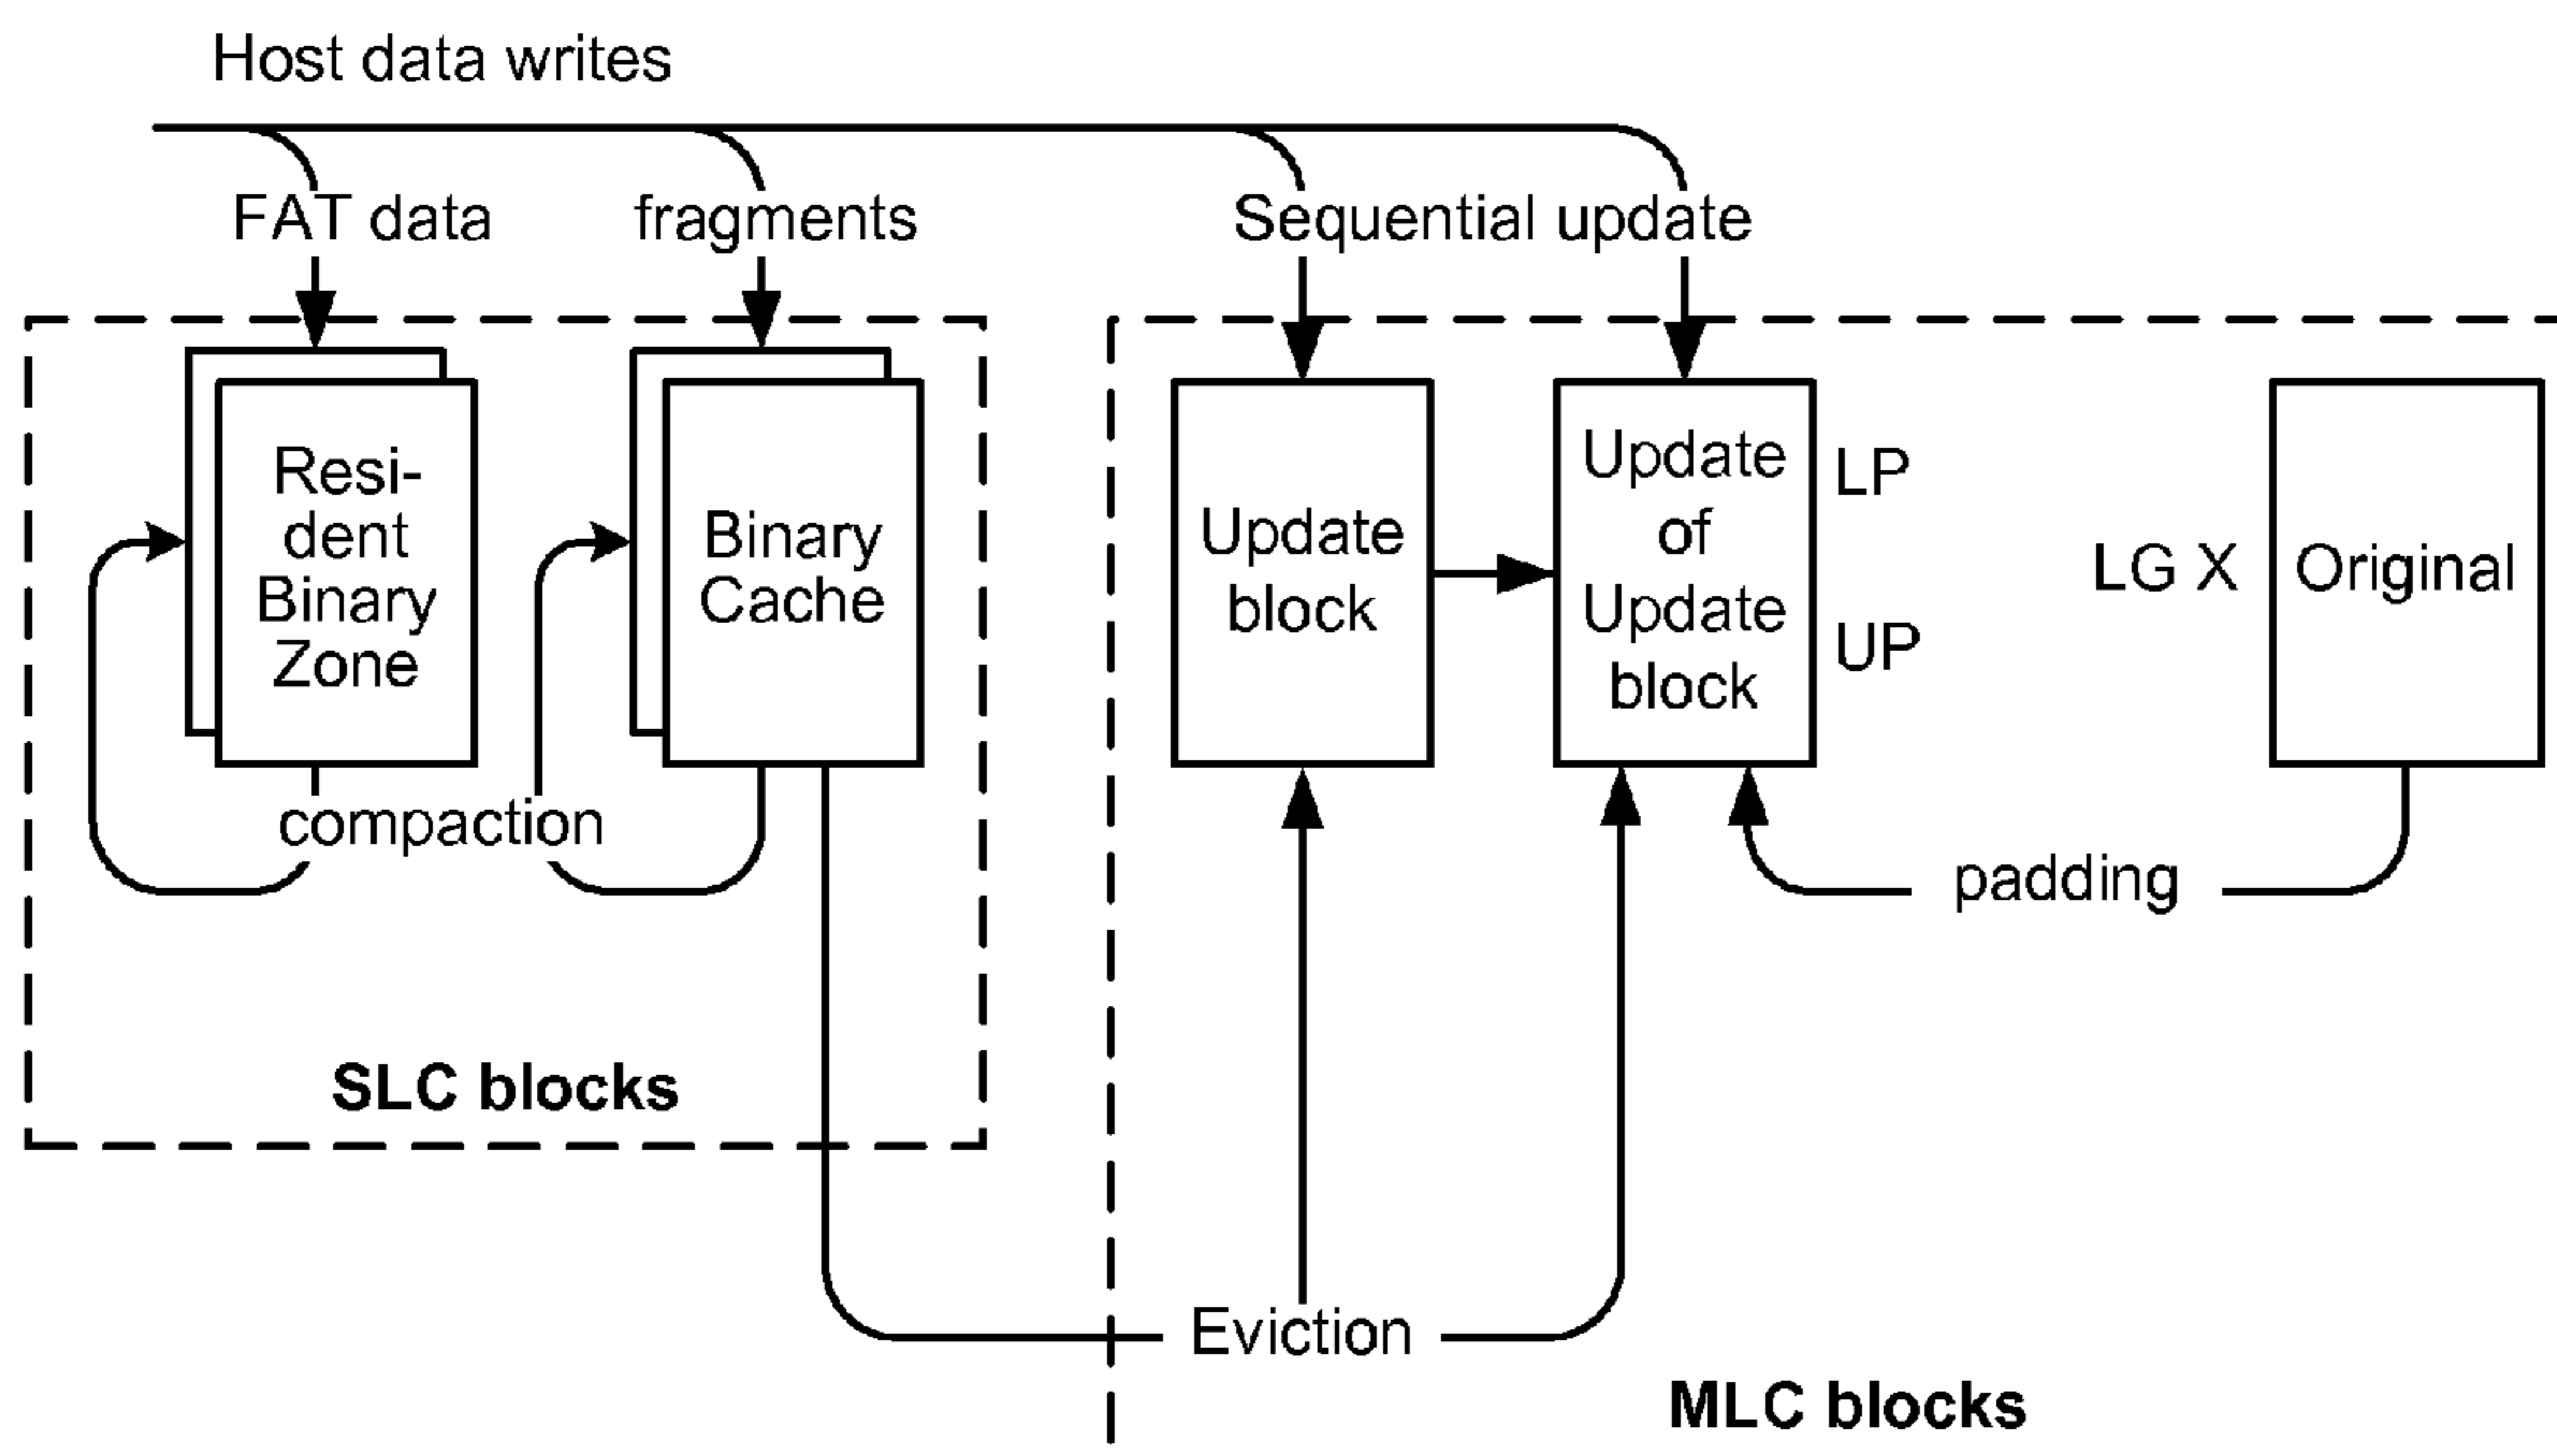 Host data writes
FAT data
fragments
Sequential update
Resi-
dent
Binary
Zone
Binary
Cache
Update
block
Update
of
Update
block
LP
UP
LG X
Original
compaction
padding
SLC blocks
Eviction
MLC blocks